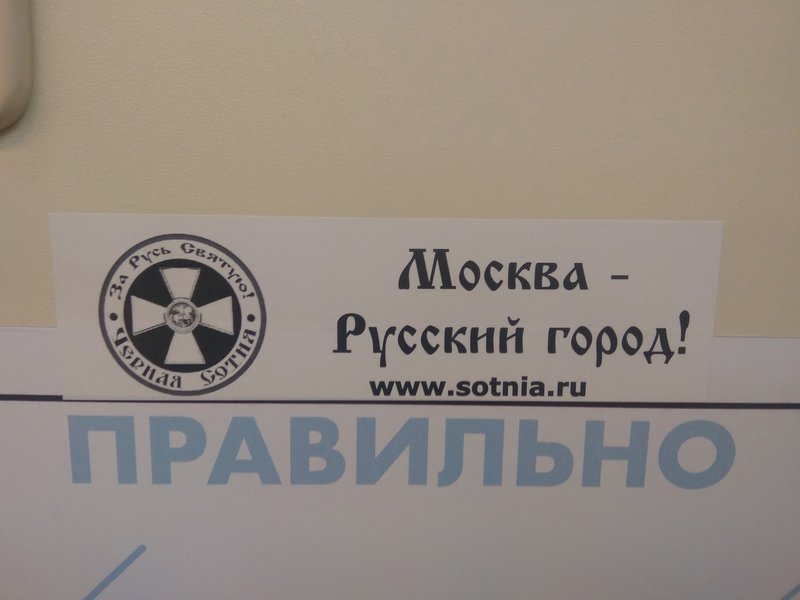 За Русь Святую!
• Черная Сотня •
Москва -
Русский город!
www.sotnia.ru
ПРАВИЛЬНО